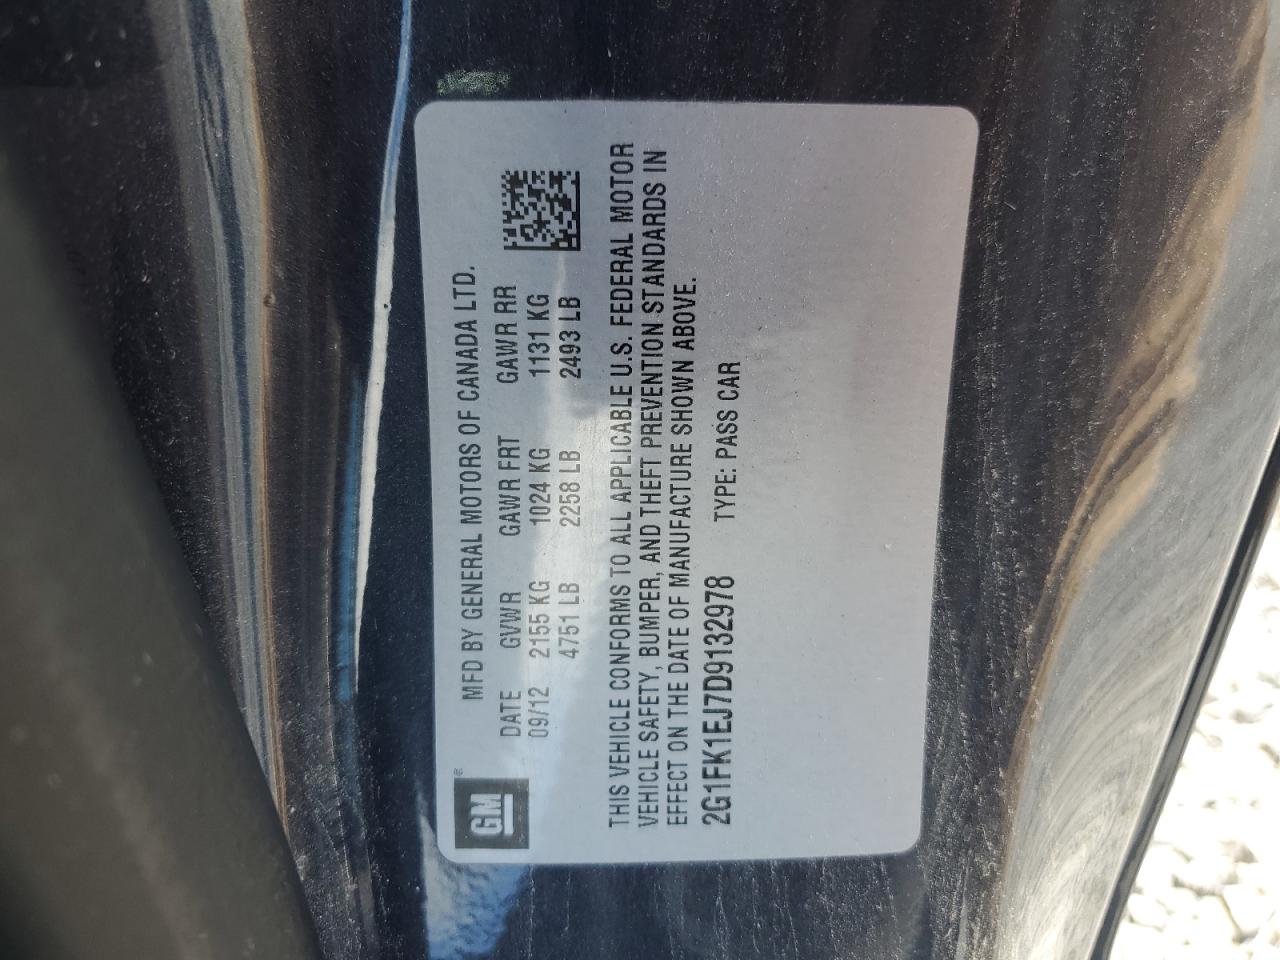 GM®
MFD BY GENERAL MOTORS OF CANADA LTD.
DATE GVWR GAWR FRT GAWR RR
09/12 2155 KG 1024 KG 1131 KG
4751 LB 2258 LB 2493 LB
THIS VEHICLE CONFORMS TO ALL APPLICABLE U.S. FEDERAL MOTOR
VEHICLE SAFETY, BUMPER, AND THEFT PREVENTION STANDARDS IN
EFFECT ON THE DATE OF MANUFACTURE SHOWN ABOVE.
2G1FK1EJ7D9132978 TYPE: PASS CAR